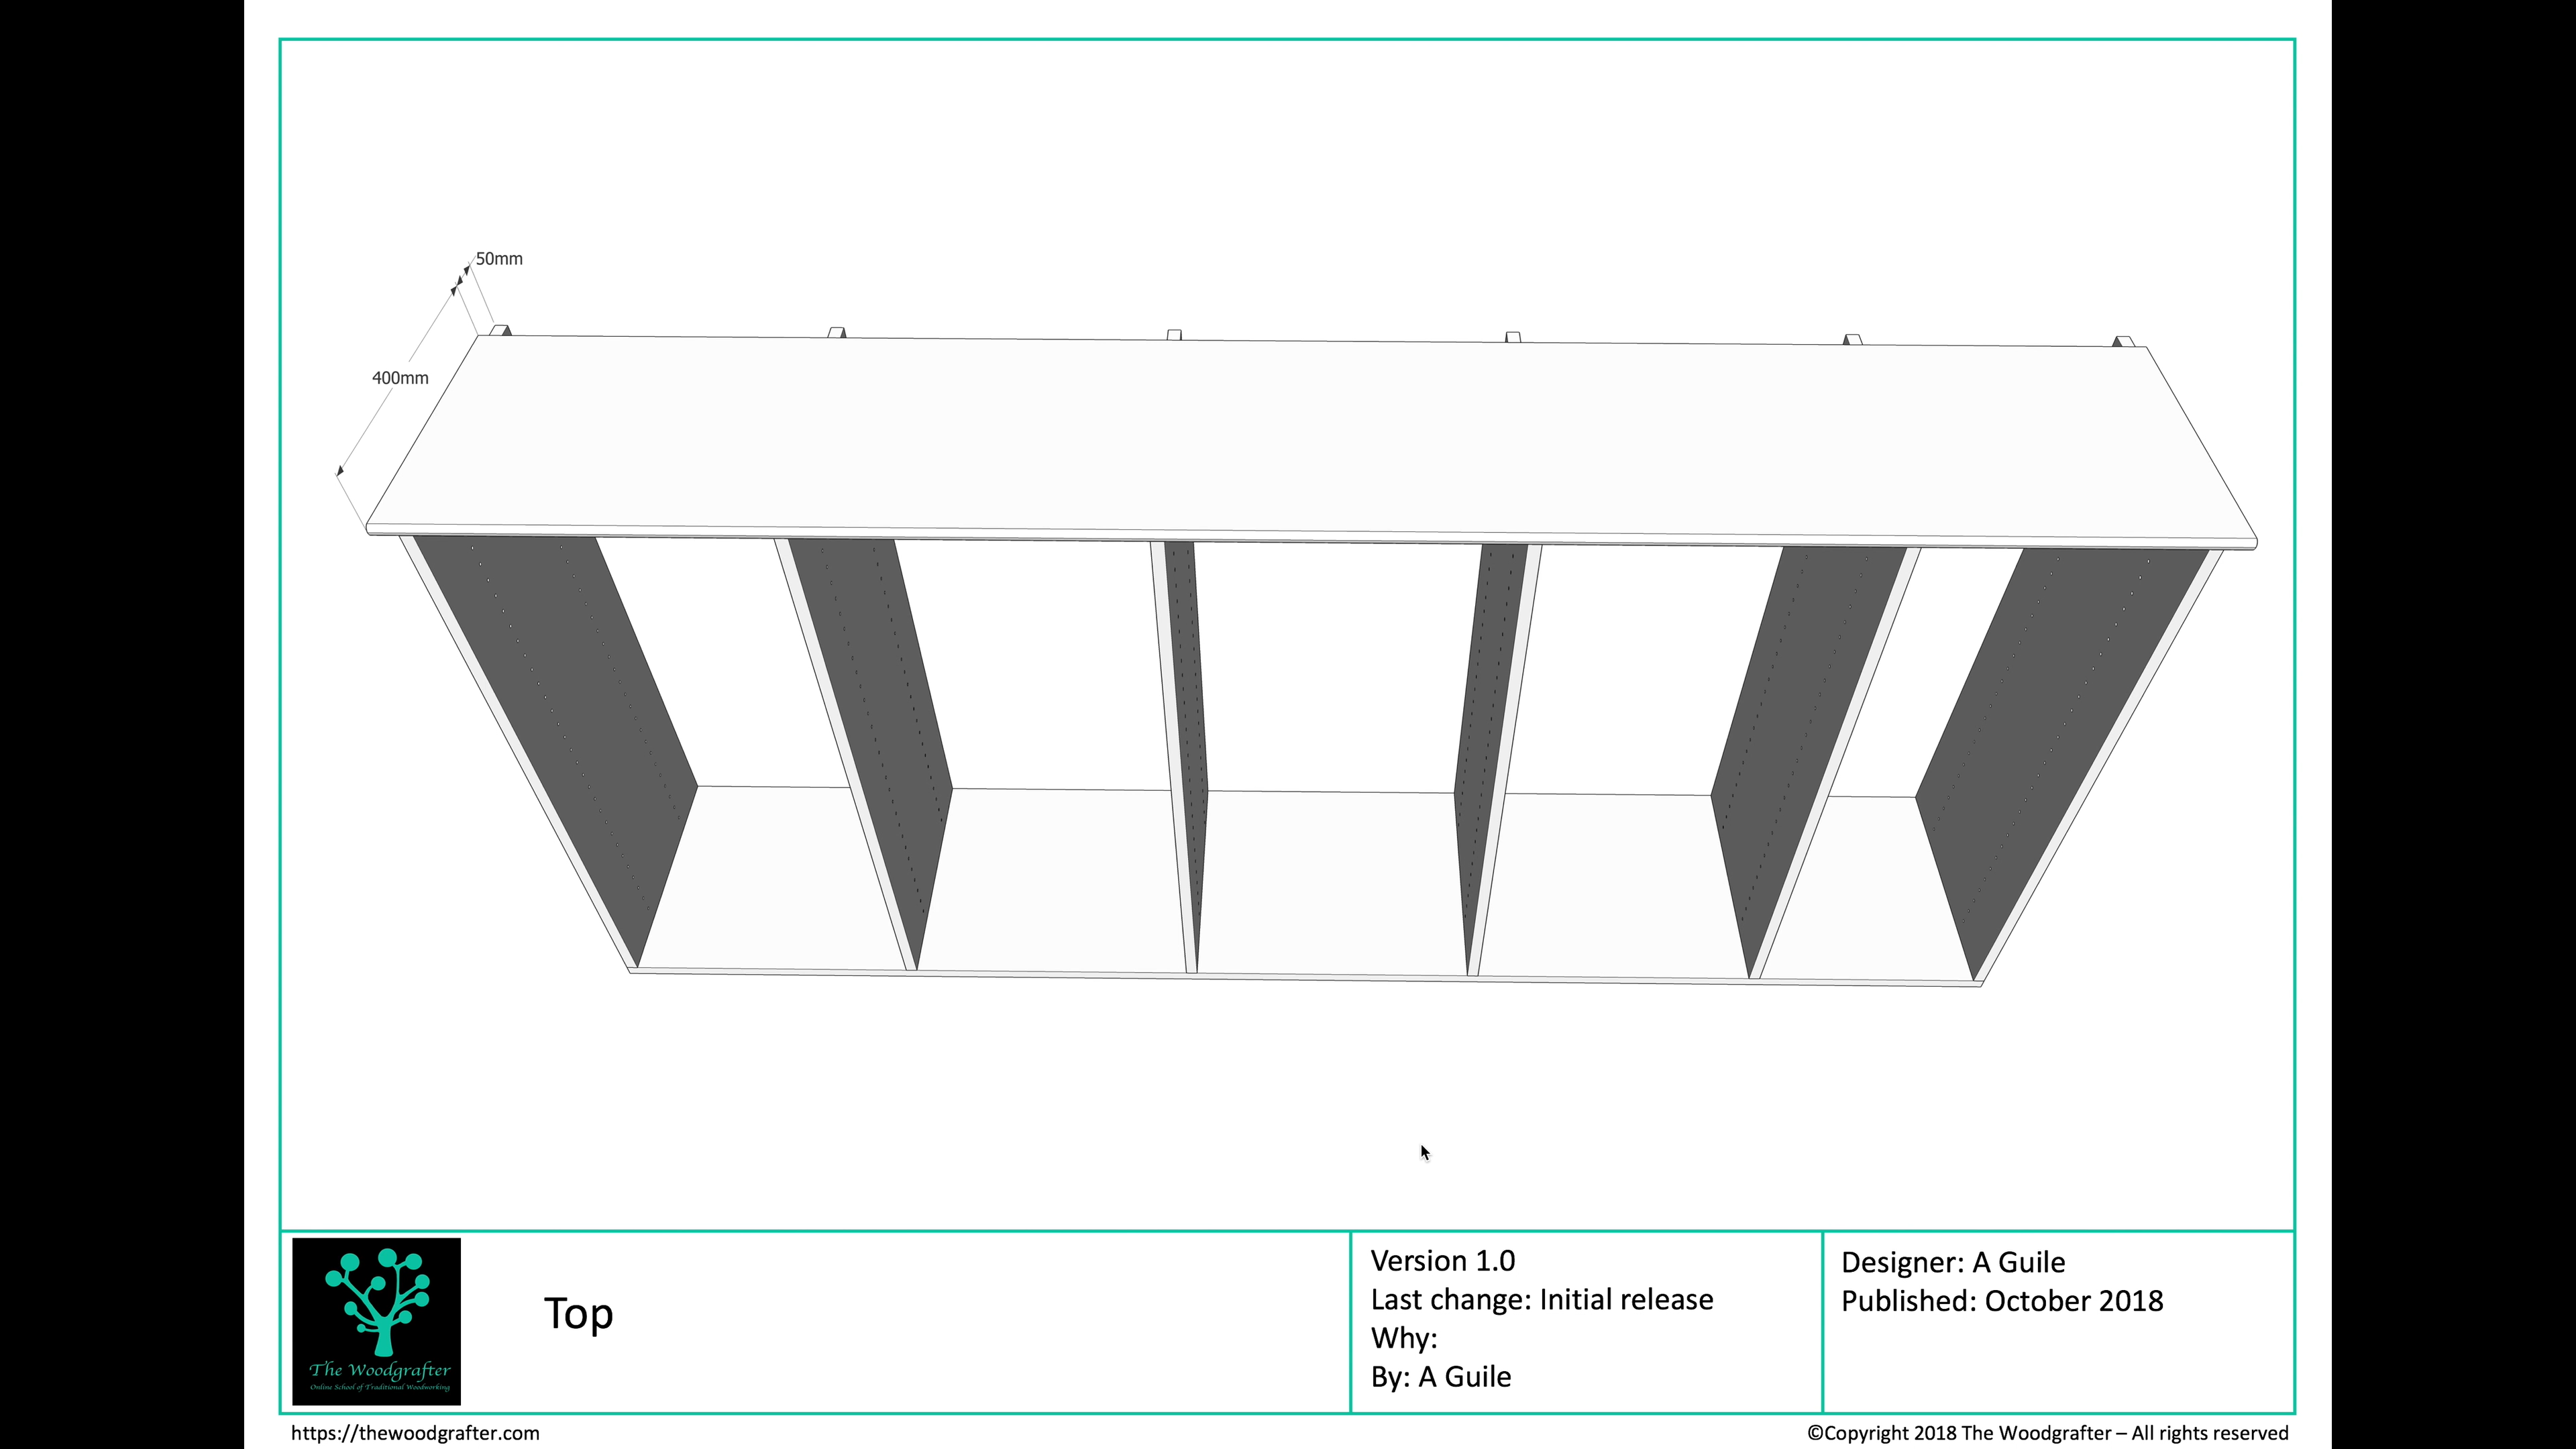 50mm
400mm
Top
The Woodgrafter
Online School of Traditional Woodworking
Version 1.0
Last change: Initial release
Why:
By: A Guile
Designer: A Guile
Published: October 2018
https://thewoodgrafter.com
©Copyright 2018 The Woodgrafter – All rights reserved